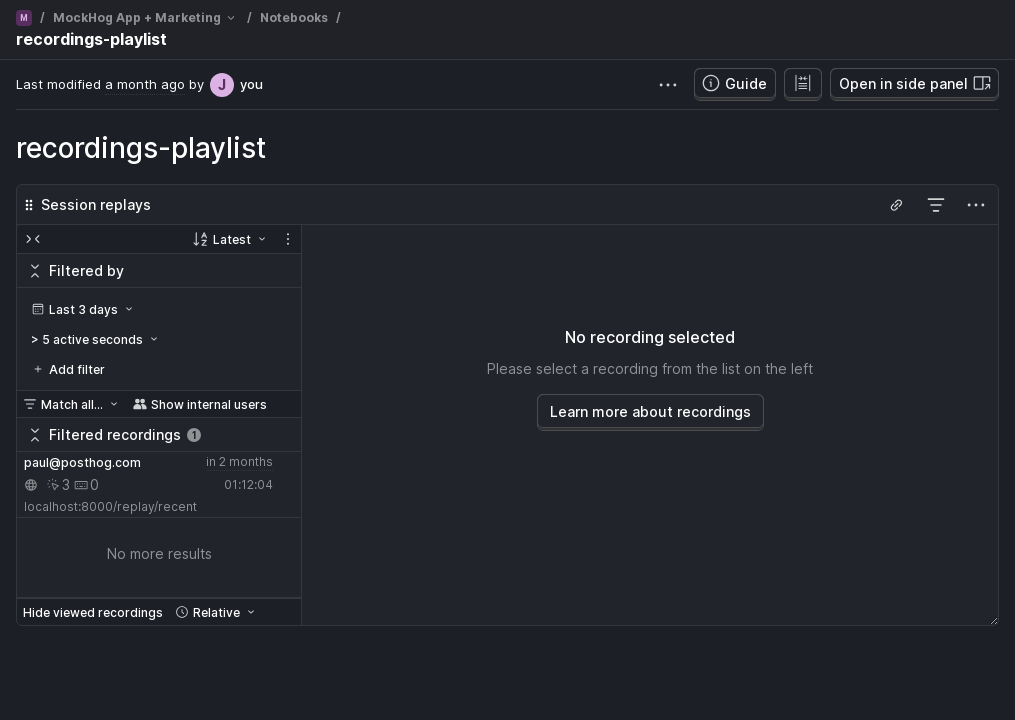 M / MockHog App + Marketing / Notebooks /
recordings-playlist
Last modified a month ago by J you
Guide
Open in side panel
recordings-playlist
Session replays
Latest
Filtered by
Last 3 days
> 5 active seconds
+ Add filter
Match all...
Show internal users
Filtered recordings 1
paul@posthog.com in 2 months
3 0 01:12:04
localhost:8000/replay/recent
No more results
Hide viewed recordings
Relative
No recording selected
Please select a recording from the list on the left
Learn more about recordings